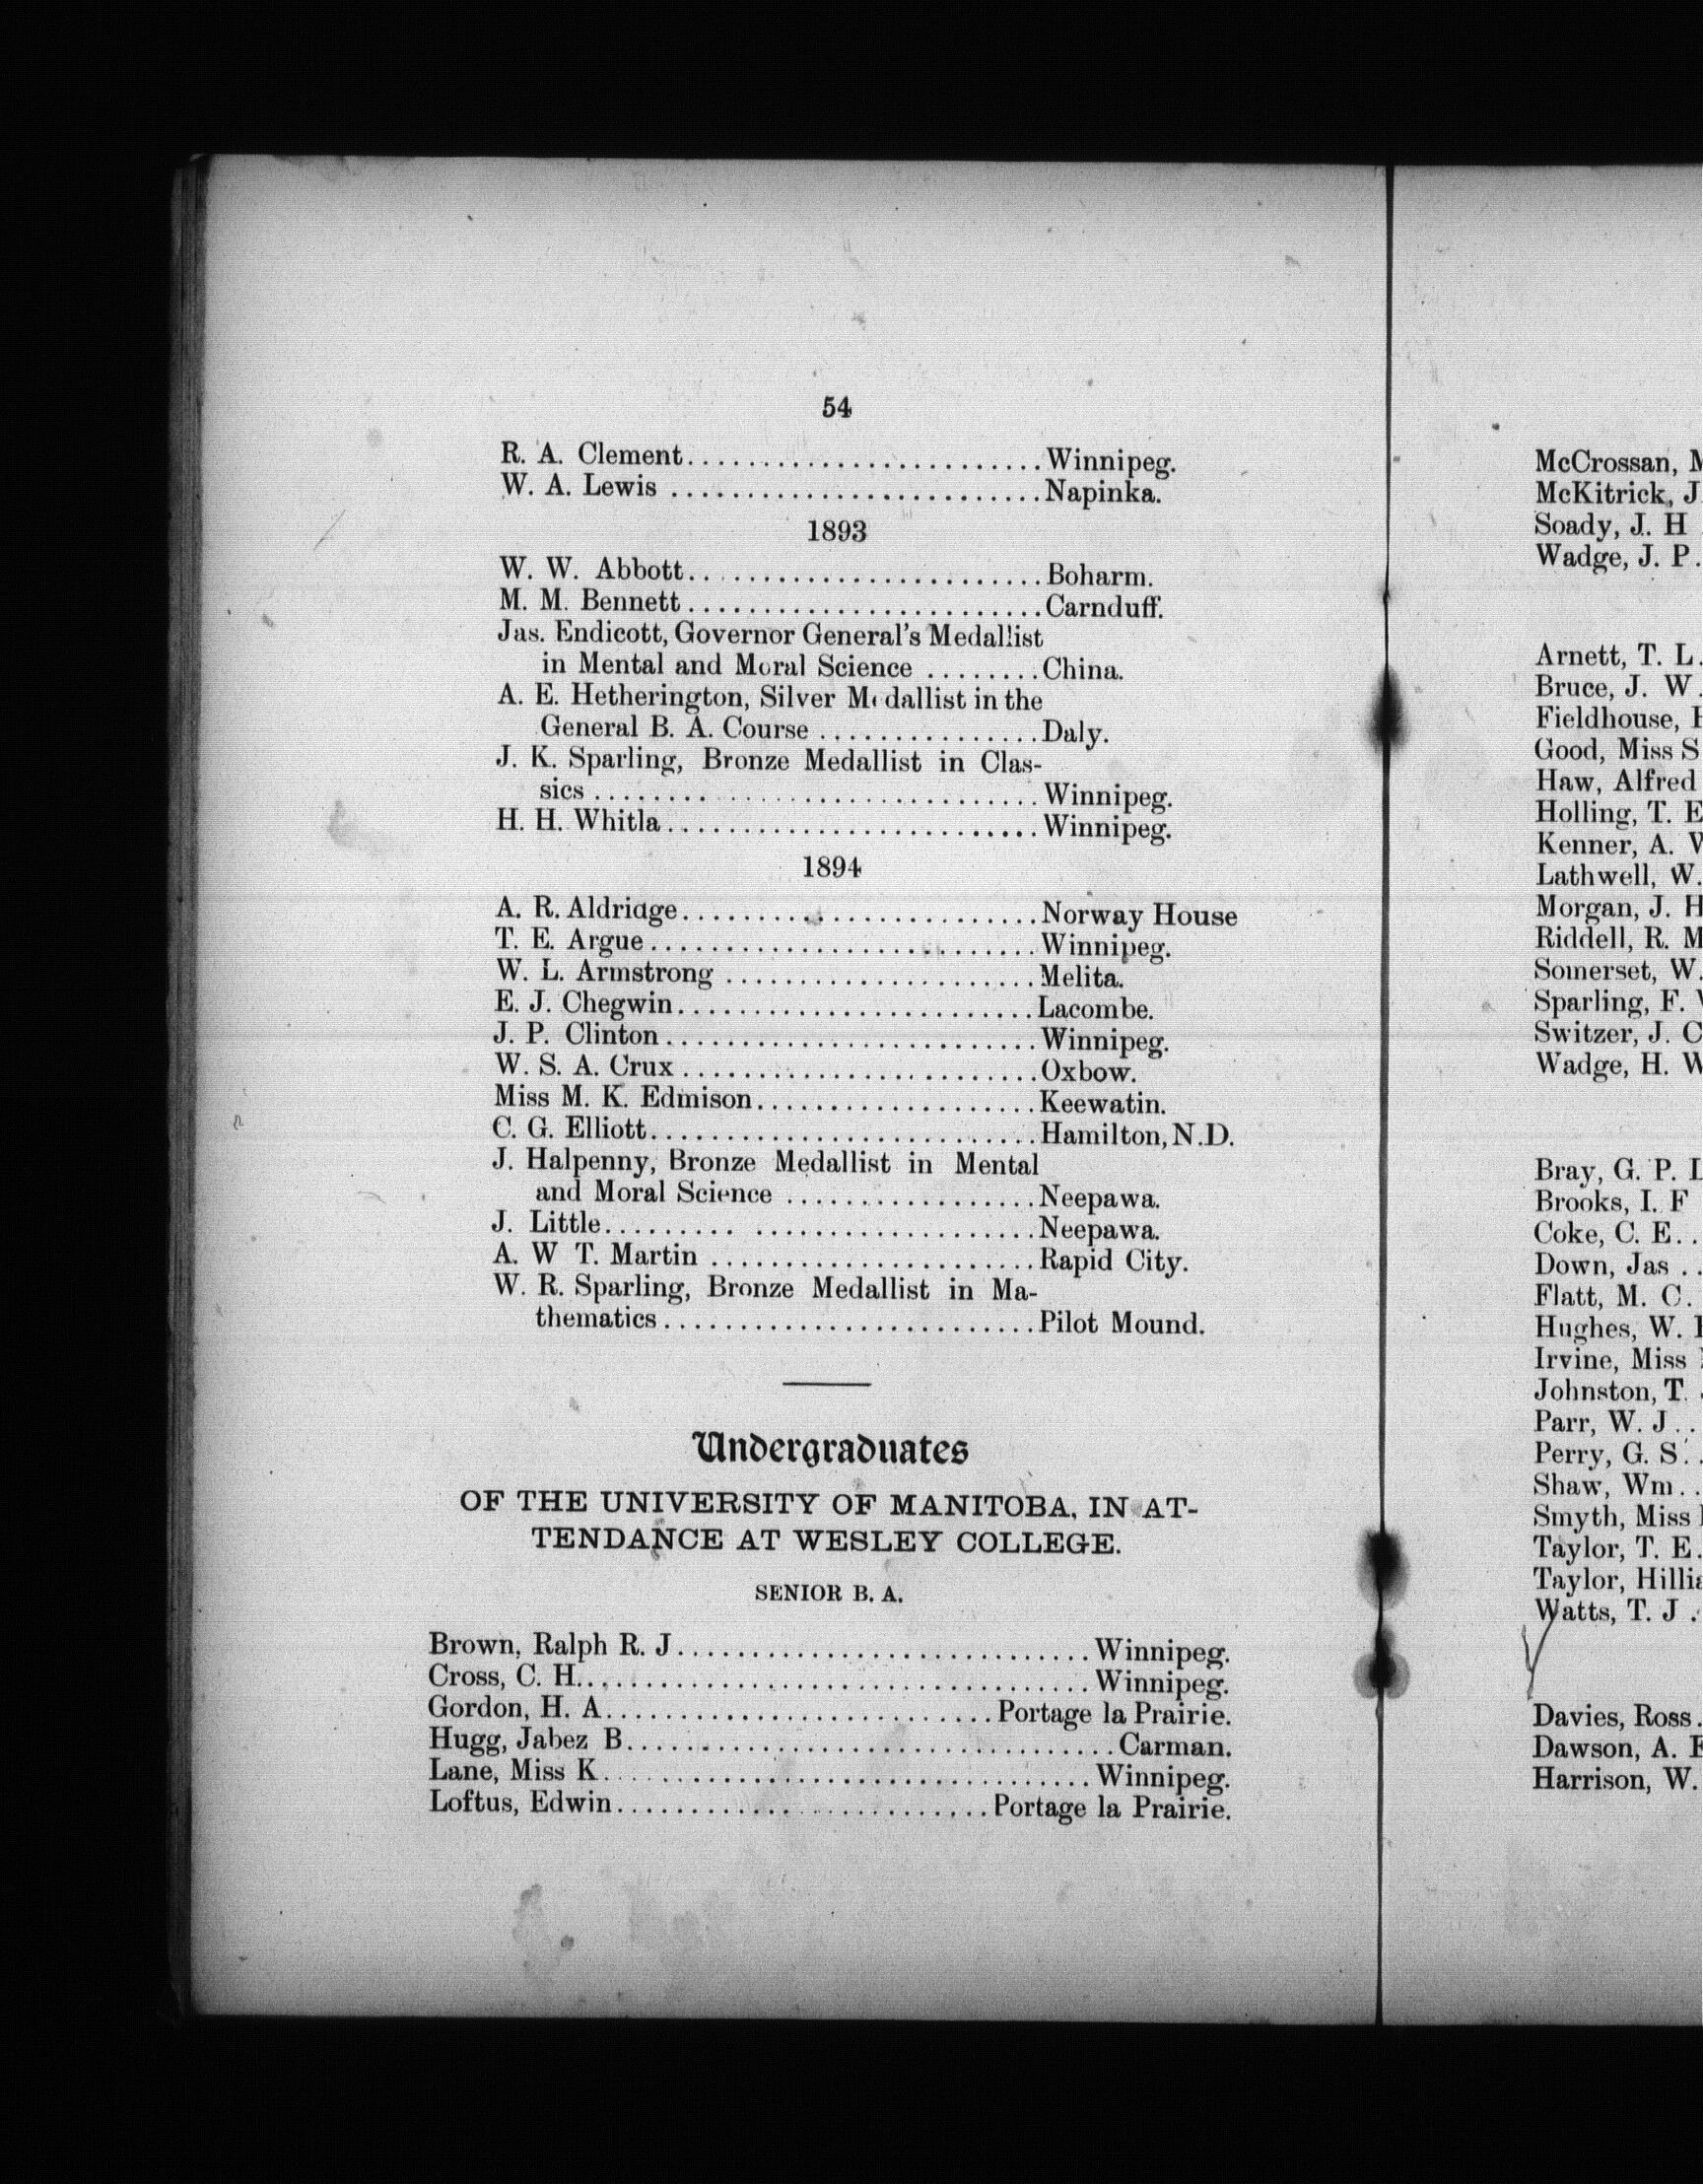 54
R. A. Clement........................Winnipeg.
W. A. Lewis .........................Napinka.
1893
W. W. Abbott........................Boharm.
M. M. Bennett........................Carnduff.
Jas. Endicott, Governor General's Medallist
in Mental and Moral Science ........China.
A. E. Hetherington, Silver Medallist in the
General B. A. Course ...............Daly.
J. K. Sparling, Bronze Medallist in Clas-
sics ..............................Winnipeg.
H. H. Whitla.........................Winnipeg.
1894
A. R. Aldridge........................Norway House
T. E. Argue..........................Winnipeg.
W. L. Armstrong .....................Melita.
E. J. Chegwin........................Lacombe.
J. P. Clinton.........................Winnipeg.
W. S. A. Crux........................Oxbow.
Miss M. K. Edmison...................Keewatin.
C. G. Elliott..........................Hamilton, N.D.
J. Halpenny, Bronze Medallist in Mental
and Moral Science .................Neepawa.
J. Little......... ...................Neepawa.
A. W T. Martin ......................Rapid City.
W. R. Sparling, Bronze Medallist in Ma-
thematics.........................Pilot Mound.
Undergraduates
OF THE UNIVERSITY OF MANITOBA, IN AT-
TENDANCE AT WESLEY COLLEGE.
SENIOR B. A.
Brown, Ralph R. J............................Winnipeg.
Cross, C. H..................................Winnipeg.
Gordon, H. A..........................Portage la Prairie.
Hugg, Jabez B.................................Carman.
Lane, Miss K.................................Winnipeg.
Loftus, Edwin.........................Portage la Prairie.
McCrossan,
McKitrick, J.
Soady, J. H
Wadge, J. P.
Arnett, T. L.
Bruce, J. W.
Fieldhouse,
Good, Miss S
Haw, Alfred
Holling, T. E
Kenner, A.
Lathwell, W.
Morgan, J. H
Riddell, R. M
Somerset, W.
Sparling, F.
Switzer, J. C
Wadge, H. W
Bray, G. P.
Brooks, I. F
Coke, C. E..
Down, Jas ..
Flatt, M. C.
Hughes, W.
Irvine, Miss
Johnston, T.
Parr, W. J..
Perry, G. S..
Shaw, Wm..
Smyth, Miss
Taylor, T. E.
Taylor,
Watts, T. J .
Davies, Ross.
Dawson, A.
Harrison, W.